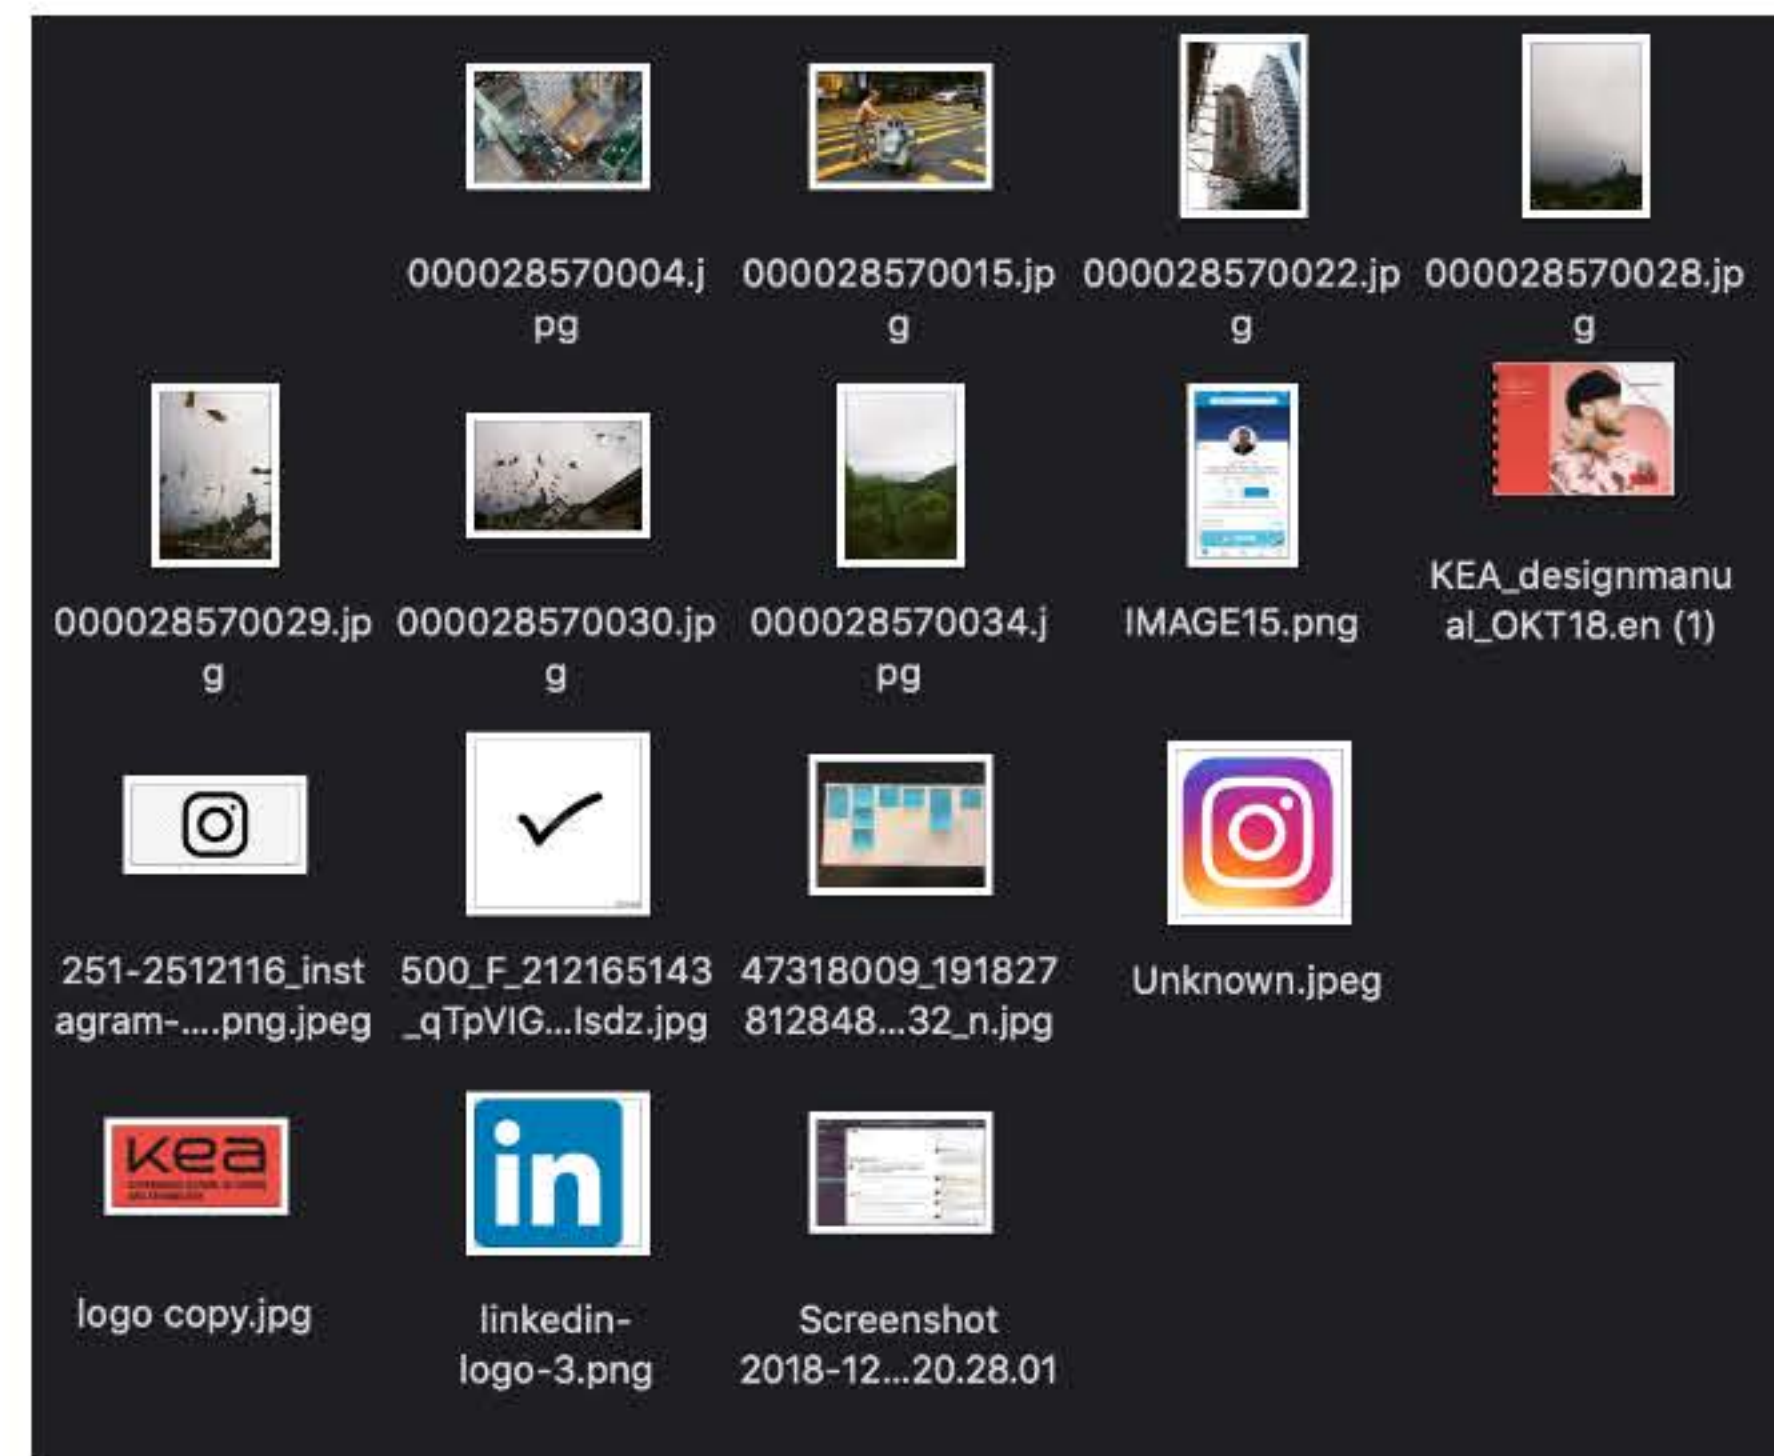 000028570004.j
pg
000028570015.jp
g
000028570022.jp
g
000028570028.jp
g
000028570029.jp
g
000028570030.jp
g
000028570034.j
pg
IMAGE15.png
KEA_designmanu
al_OKT18.en (1)
251-2512116_inst
agram-....png.jpeg
500_F_212165143
_qTpVIG...Isdz.jpg
47318009_191827
812848...32_n.jpg
Unknown.jpeg
kea
logo copy.jpg
in
linkedin-
logo-3.png
Screenshot
2018-12...20.28.01